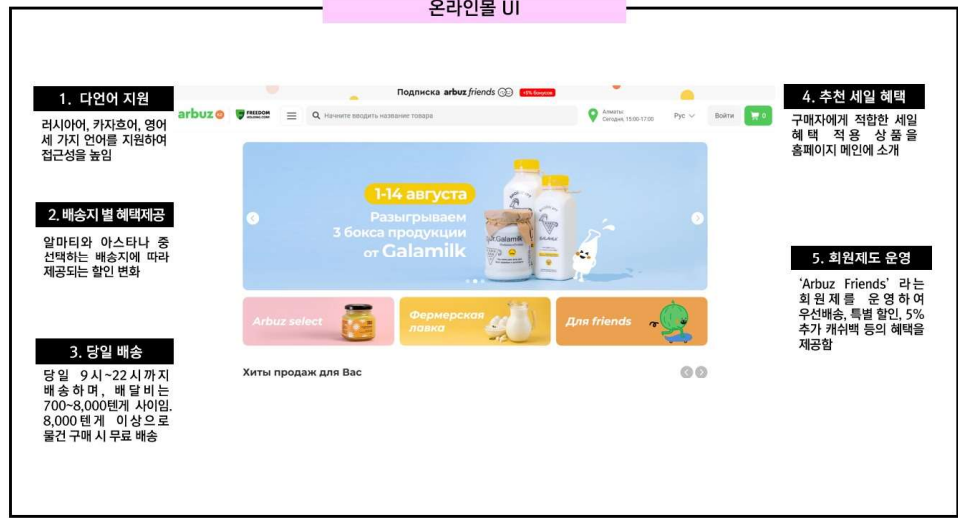 온라인몰 UI
1. 다언어 지원
러시아어, 카자흐어, 영어
세 가지 언어를 지원하여
접근성을 높임
2. 배송지 별 혜택제공
알마티와 아스타나 중
선택하는 배송지에 따라
제공되는 할인 변화
3. 당일 배송
당일 9시~22시까지
배송하며, 배달비는
700~8,000텐게 사이임.
8,000텐게 이상으로
물건 구매 시 무료 배송
Подписка arbuz friends +5% бонусов
arbuz
FREEDOM
HOLDING CORP
Начните вводить название товара
Алматы
Сегодня, 15:00-17:00
Рус
Войти
0
1-14 августа
Разыгрываем
3 бокса продукции
от Galamilk
Arbuz select
Фермерская
лавка
Для friends
Хиты продаж для Вас
4. 추천 세일 혜택
구매자에게 적합한 세일
혜택 적용 상품을
홈페이지 메인에 소개
5. 회원제도 운영
‘Arbuz Friends’ 라는
회원제를 운영하여
우선배송, 특별 할인, 5%
추가 캐쉬백 등의 혜택을
제공함